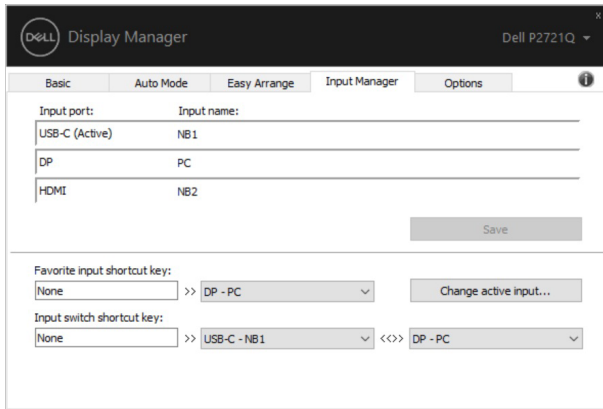 x
DELL Display Manager Dell P2721Q
Basic Auto Mode Easy Arrange Input Manager Options i
Input port: Input name:
USB-C (Active) NB1
DP PC
HDMI NB2
Save
Favorite input shortcut key:
None >> DP - PC Change active input...
Input switch shortcut key:
None >> USB-C - NB1 <<>> DP - PC